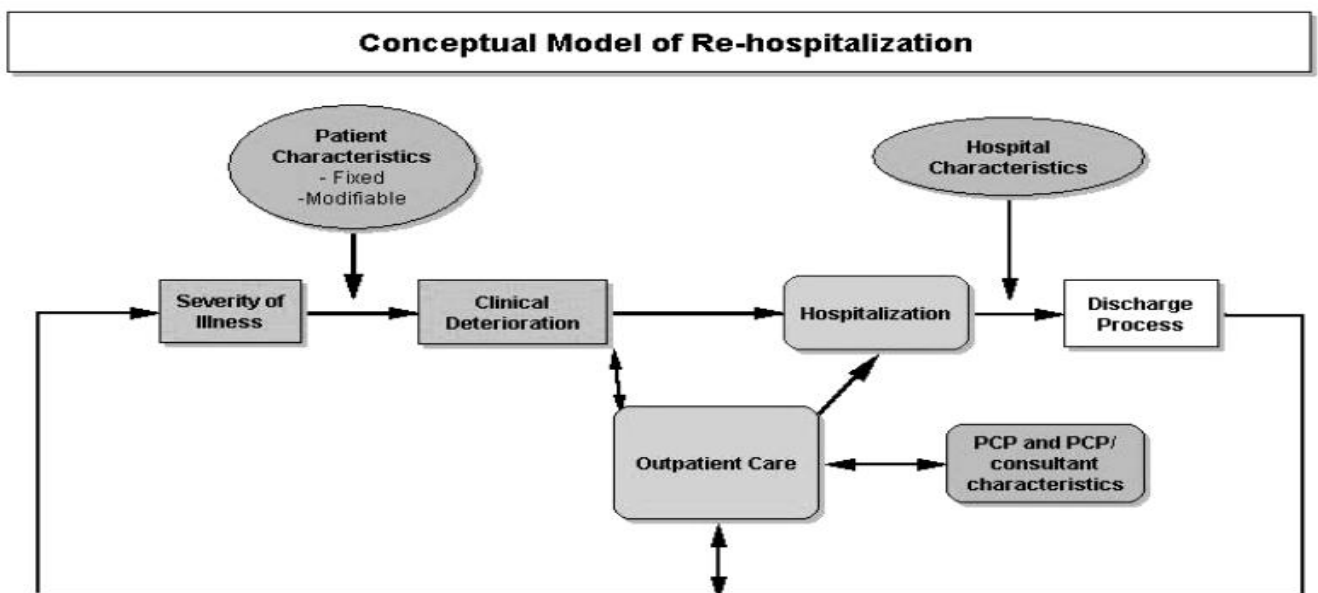 Conceptual Model of Re-hospitalization
Patient
Characteristics
- Fixed
-Modifiable
Hospital
Characteristics
Severity of
Illness
Clinical
Deterioration
Hospitalization
Discharge
Process
Outpatient Care
PCP and PCP/
consultant
characteristics